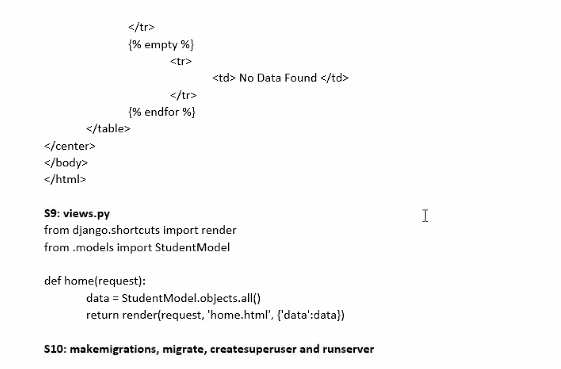 </tr>
{% empty %}
<tr>
<td> No Data Found </td>
</tr>
{% endfor %}
</table>
</center>
</body>
</html>
S9: views.py
from django.shortcuts import render
from .models import StudentModel
def home(request):
data = StudentModel.objects.all()
return render(request, 'home.html', {'data':data})
S10: makemigrations, migrate, createsuperuser and runserver